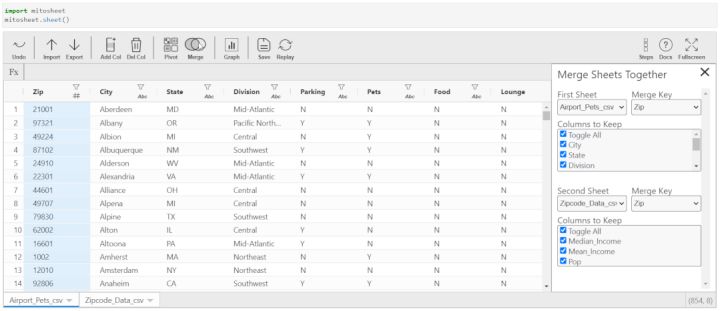 import mitosheet
mitosheet.sheet()
Undo Import Export Add Col Del Col Pivot Merge Graph Save Replay Steps Docs Fullscreen
Fx
Zip City State Division Parking Pets Food Lounge
## Abc Abc Abc Abc Abc Abc
1 21001 Aberdeen MD Mid-Atlantic N N N N
2 97321 Albany OR Pacific North... Y Y N N
3 49224 Albion MI Central Y Y N N
4 87102 Albuquerque NM Southwest Y Y N N
5 24910 Alderson WV Mid-Atlantic N N N N
6 22301 Alexandria VA Mid-Atlantic Y Y N N
7 44601 Alliance OH Central N N N N
8 49707 Alpena MI Central N N N N
9 79830 Alpine TX Southwest N N N N
10 62002 Alton IL Central Y N N N
11 16601 Altoona PA Mid-Atlantic Y N N N
12 1002 Amherst MA Northeast N Y N N
13 12010 Amsterdam NY Northeast N N N N
14 92806 Anaheim CA Southwest Y Y N N
Merge Sheets Together
First Sheet Merge Key
Airport_Pets_csv Zip
Columns to Keep
Toggle All
City
State
Division
Second Sheet Merge Key
Zipcode_Data_csv Zip
Columns to Keep
Toggle All
Median_Income
Mean_Income
Pop
Airport_Pets_csv Zipcode_Data_csv (854, 8)